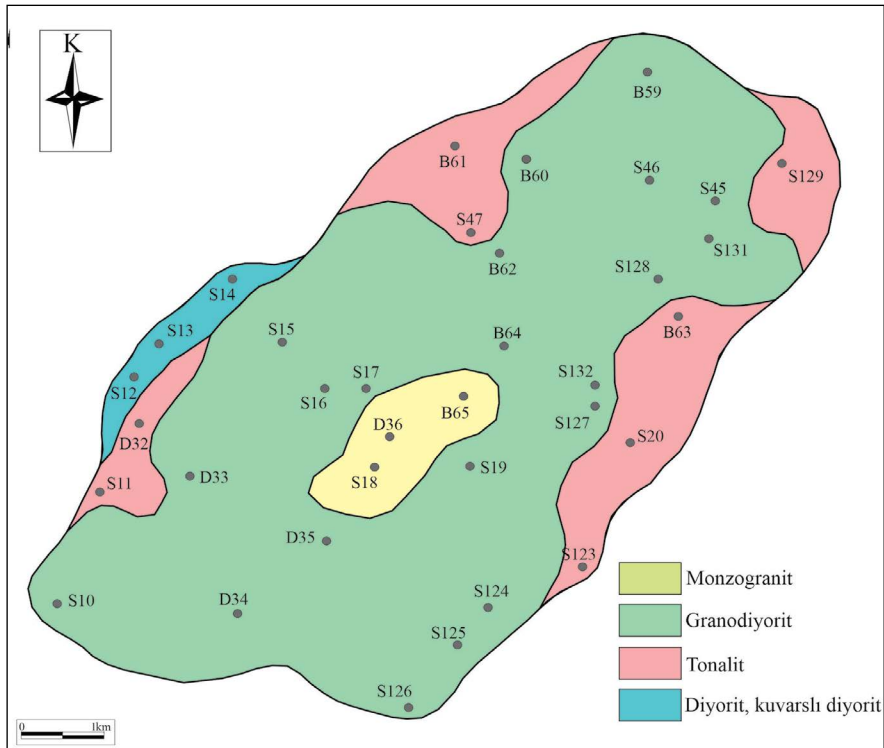 K
B59
B61
B60
S129
S46
S45
S47
S131
B62
S128
S14
S13
S15
B63
B64
S12
S17
S16
S132
B65
S127
D32
D36
S20
S18
S19
S11
D33
D35
S123
S10
D34
S124
S125
S126
Monzogranit
Granodiyorit
Tonalit
Diyorit, kuvarslı diyorit
0 1km